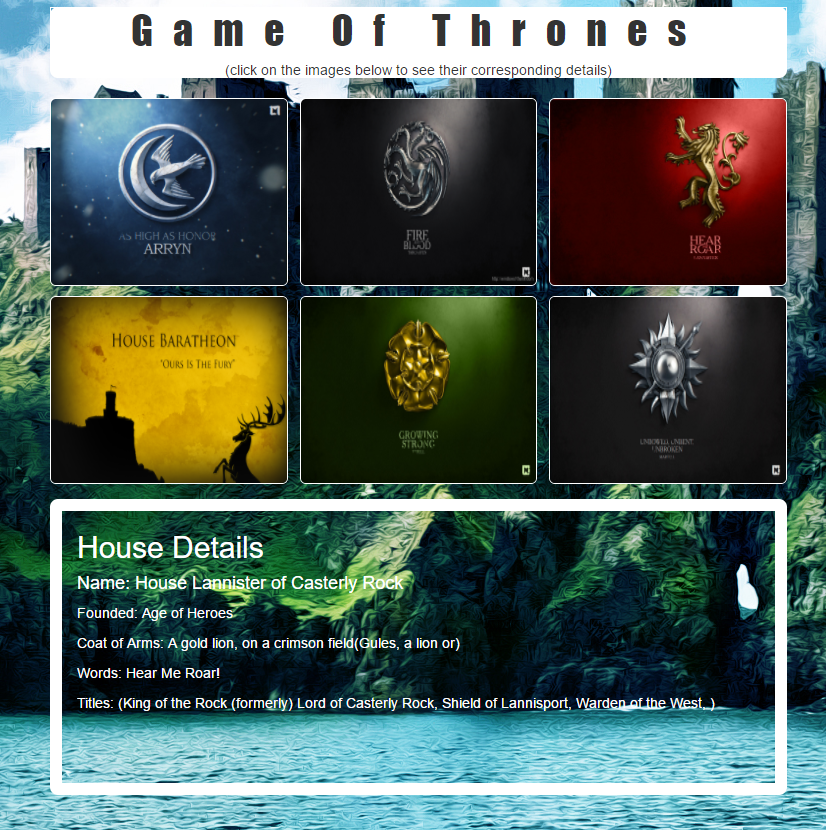 Game Of Thrones
(click on the images below to see their corresponding details)
AS HIGH AS HONOR
ARRYN
FIRE
BLOOD
HEAR
ROAR
HOUSE BARATHEON
"OURS IS THE FURY"
GROWING
STRONG
UNBOWED, UNBENT,
UNBROKEN
House Details
Name: House Lannister of Casterly Rock
Founded: Age of Heroes
Coat of Arms: A gold lion, on a crimson field(Gules, a lion or)
Words: Hear Me Roar!
Titles: (King of the Rock (formerly) Lord of Casterly Rock, Shield of Lannisport, Warden of the West, )